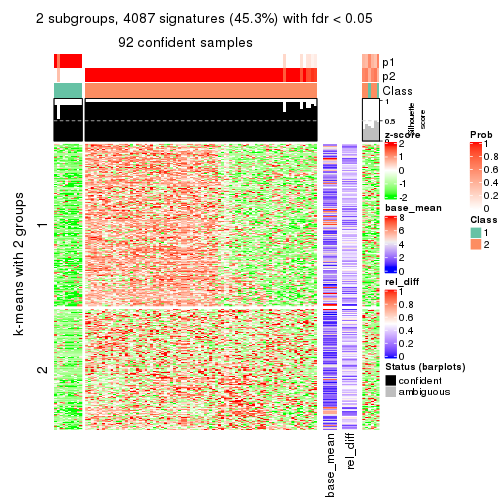 2 subgroups, 4087 signatures (45.3%) with fdr < 0.05
92 confident samples
p1
p2
Class
1
0.5
0
Silhouette
score
k-means with 2 groups
1
2
base_mean
rel_diff
z-score
2
1
0
-1
-2
base_mean
8
6
4
2
0
rel_diff
1
0.8
0.6
0.4
0.2
0
Status (barplots)
confident
ambiguous
Prob
1
0.8
0.6
0.4
0.2
0
Class
1
2